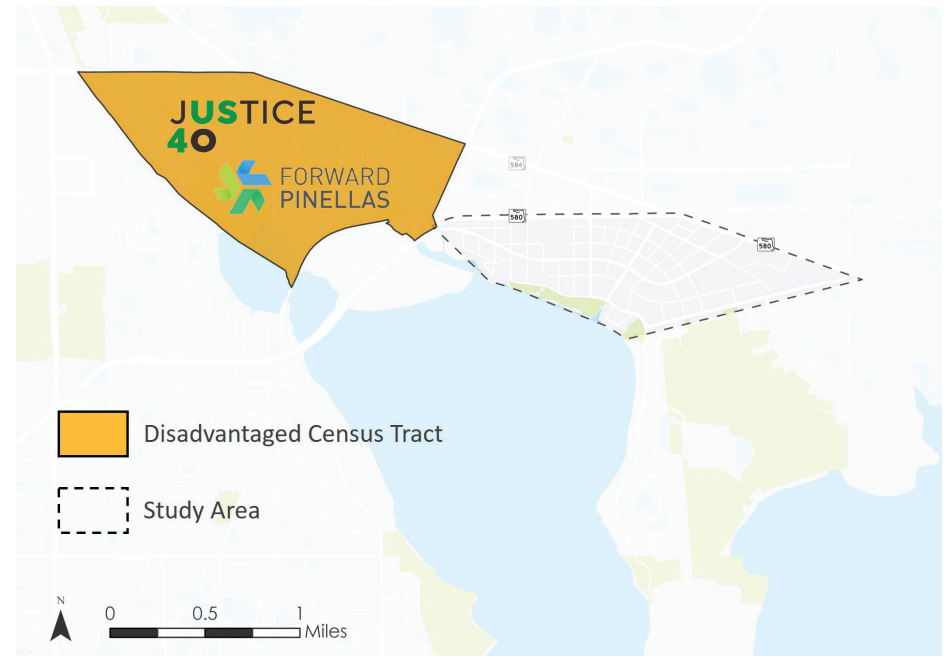 JUSTICE
40
FORWARD
PINELLAS
584
580
580
Disadvantaged Census Tract
Study Area
N
0 0.5 1
Miles